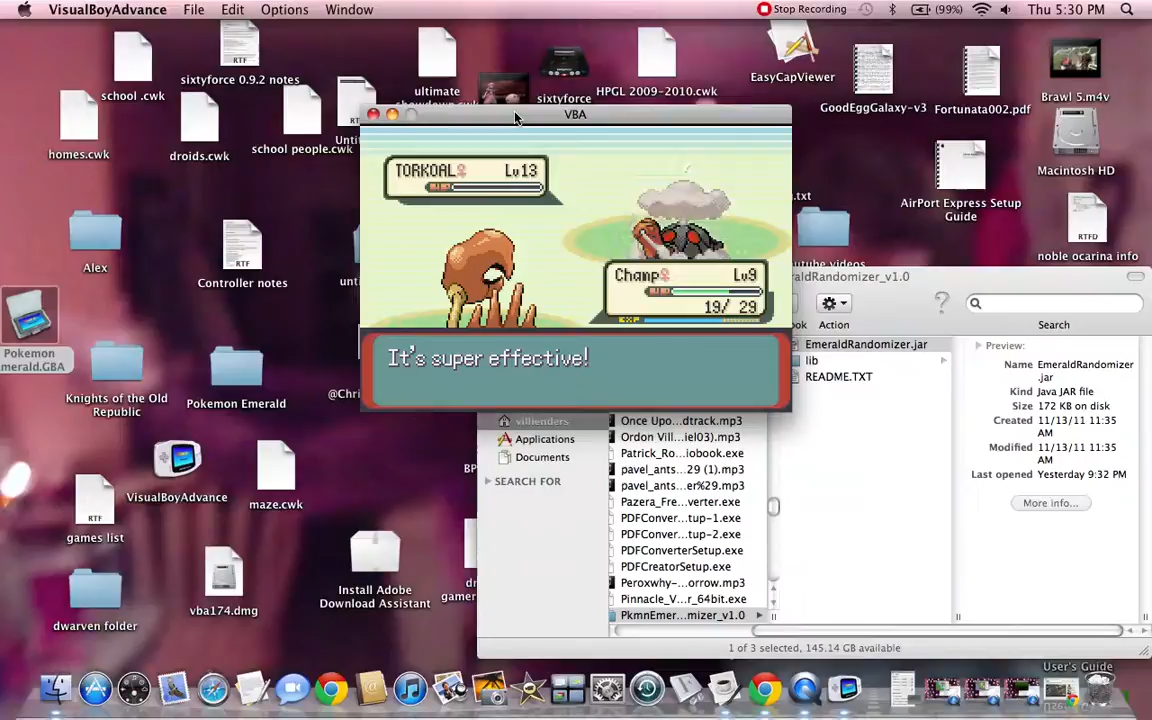 VisualBoyAdvance File Edit Options Window
Stop Recording (99%) Thu 5:30 PM
school .cwk
sixtyforce 0.9.2 notes
ultimate
sixtyforce
HPGL 2009-2010.cwk
EasyCapViewer
GoodEggGalaxy-v3
Fortunata002.pdf
Brawl 5.m4v
homes.cwk
droids.cwk
school people.cwk
Macintosh HD
AirPort Express Setup
Guide
Alex
Controller notes
noble ocarina info
Pokemon
merald.GBA
Knights of the Old
Republic
Pokemon Emerald
VisualBoyAdvance
maze.cwk
games list
Install Adobe
Download Assistant
dwarven folder
vba174.dmg
VBA
TORKOAL♀ Lv13
Champ♀ Lv9
19/ 29
EXP
It's super effective!
eraldRandomizer_v1.0
Action
Search
EmeraldRandomizer.jar
lib
README.TXT
Preview:
Name EmeraldRandomizer
.jar
Kind Java JAR file
Size 172 KB on disk
Created 11/13/11 11:35
AM
Modified 11/13/11 11:35
AM
Last opened Yesterday 9:32 PM
More info...
villienders
Applications
Documents
SEARCH FOR
Once Upo...dtrack.mp3
Ordon Vill...iel03).mp3
Patrick_Ro...iobook.exe
pavel_ants...29 (1).mp3
pavel_ants...er%29.mp3
Pazera_Fre...verter.exe
PDFConver...tup-1.exe
PDFConver...tup-2.exe
PDFConverterSetup.exe
PDFCreatorSetup.exe
Peroxwhy-...orrow.mp3
Pinnacle_V...r_64bit.exe
PkmnEmer...mizer_v1.0
1 of 3 selected, 145.14 GB available
User's Guide